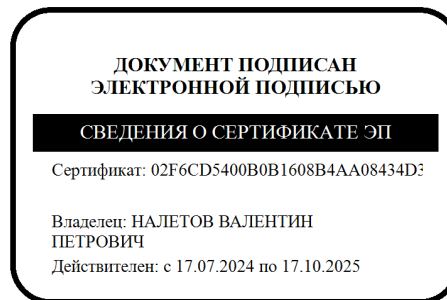 ДОКУМЕНТ ПОДПИСАН
ЭЛЕКТРОННОЙ ПОДПИСЬЮ
СВЕДЕНИЯ О СЕРТИФИКАТЕ ЭП
Сертификат: 02F6CD5400B0B1608B4AA08434D3
Владелец: НАЛЕТОВ ВАЛЕНТИН
ПЕТРОВИЧ
Действителен: с 17.07.2024 по 17.10.2025